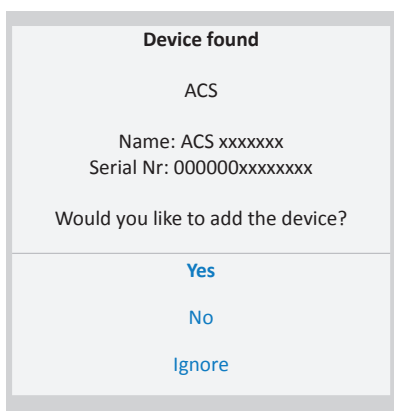 Device found
ACS
Name: ACS xxxxxxx
Serial Nr: 000000xxxxxxxx
Would you like to add the device?
Yes
No
Ignore